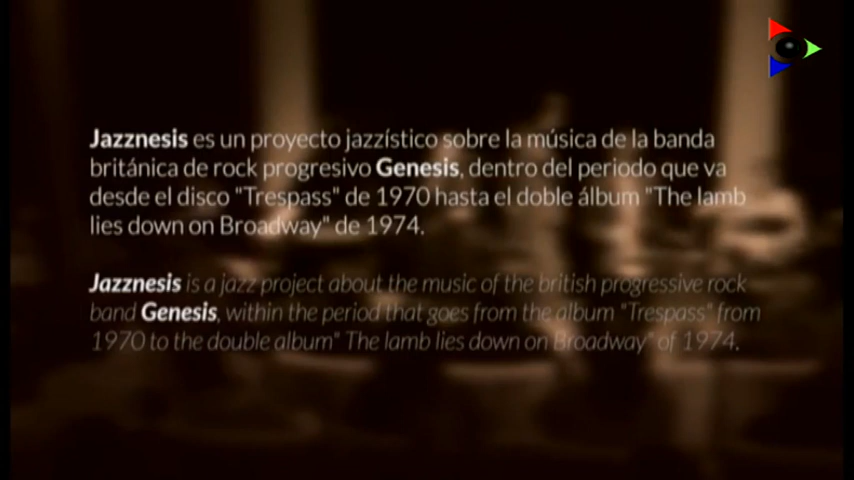 Jazznesis es un proyecto jazzístico sobre la música de la banda
británica de rock progresivo Genesis, dentro del periodo que va
desde el disco "Trespass" de 1970 hasta el doble álbum "The lamb
lies down on Broadway" de 1974.
Jazznesis is a jazz project about the music of the british progressive rock
band Genesis, within the period that goes from the album "Trespass" from
1970 to the double album" The lamb lies down on Broadway" of 1974.